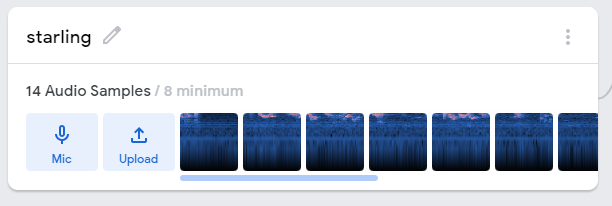 starling
14 Audio Samples / 8 minimum
Mic
Upload